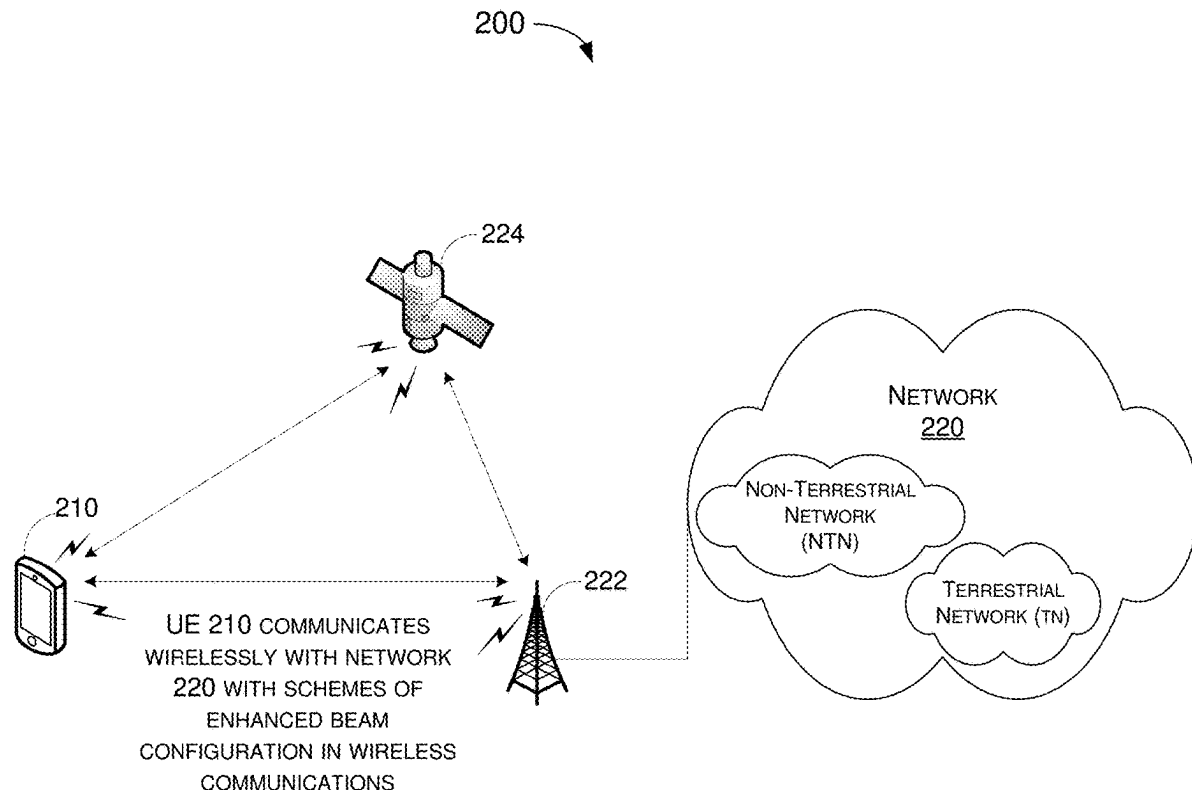 200
224
NETWORK
220
NON-TERRESTRIAL
NETWORK
(NTN)
210
222
TERRESTRIAL
NETWORK (TN)
UE 210 COMMUNICATES
WIRELESSLY WITH NETWORK
220 WITH SCHEMES OF
ENHANCED BEAM
CONFIGURATION IN WIRELESS
COMMUNICATIONS